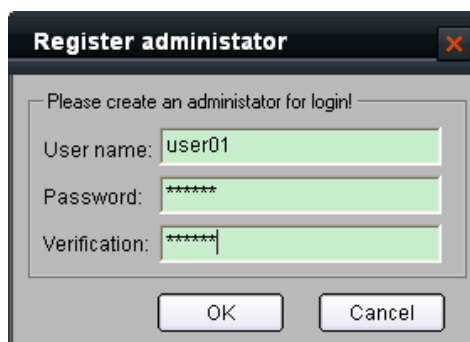 Register administator
Please create an administator for login!
User name: user01
Password: ******
Verification: ******
OK Cancel